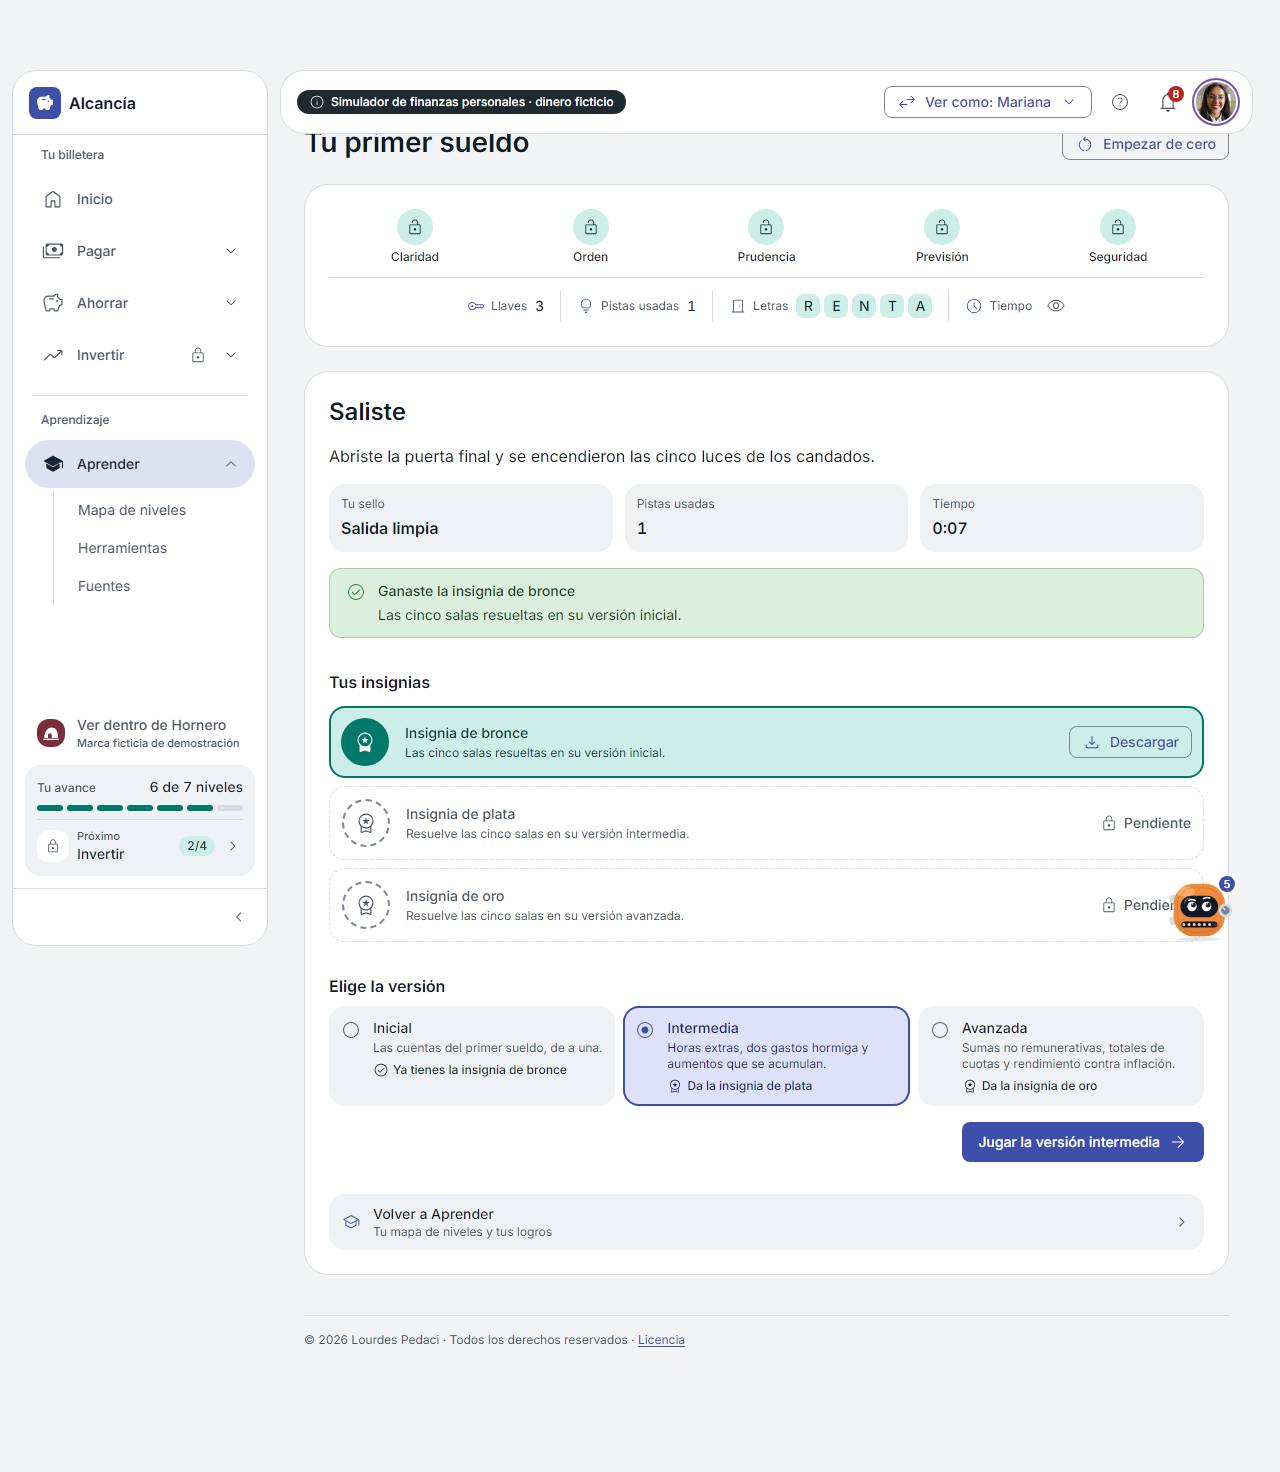 Alcancía
Simulador de finanzas personales · dinero ficticio
Ver como: Mariana
8
Tu billetera
Inicio
Pagar
Ahorrar
Invertir
Aprendizaje
Aprender
Mapa de niveles
Herramientas
Fuentes
Ver dentro de Hornero
Marca ficticia de demostración
Tu avance
6 de 7 niveles
Próximo
Invertir
2/4
Tu primer sueldo
Empezar de cero
Claridad
Orden
Prudencia
Previsión
Seguridad
Llaves 3
Pistas usadas 1
Letras R E N T A
Tiempo
Saliste
Abriste la puerta final y se encendieron las cinco luces de los candados.
Tu sello
Salida limpia
Pistas usadas
1
Tiempo
0:07
Ganaste la insignia de bronce
Las cinco salas resueltas en su versión inicial.
Tus insignias
Insignia de bronce
Las cinco salas resueltas en su versión inicial.
Descargar
Insignia de plata
Resuelve las cinco salas en su versión intermedia.
Pendiente
Insignia de oro
Resuelve las cinco salas en su versión avanzada.
5
Elige la versión
Inicial
Las cuentas del primer sueldo, de a una.
Ya tienes la insignia de bronce
Intermedia
Horas extras, dos gastos hormiga y
aumentos que se acumulan.
Da la insignia de plata
Avanzada
Sumas no remunerativas, totales de
cuotas y rendimiento contra inflación.
Da la insignia de oro
Jugar la versión intermedia
Volver a Aprender
Tu mapa de niveles y tus logros
© 2026 Lourdes Pedaci · Todos los derechos reservados · Licencia